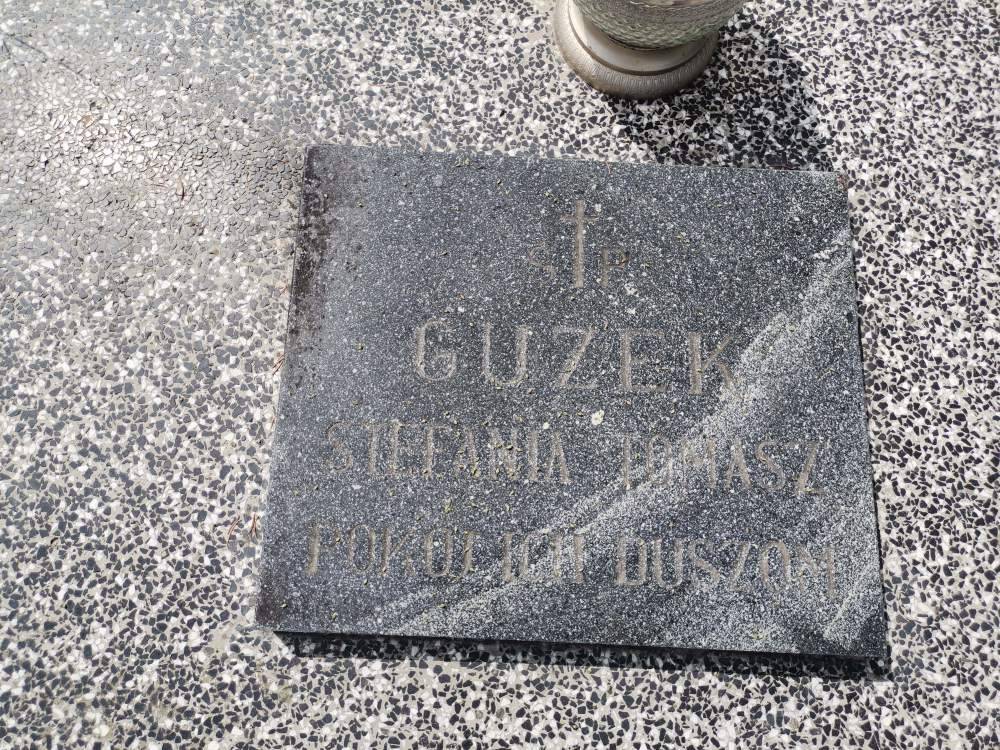 Ś P
GUZEK
STEFANIA TOMASZ
POKÓJ ICH DUSZOM